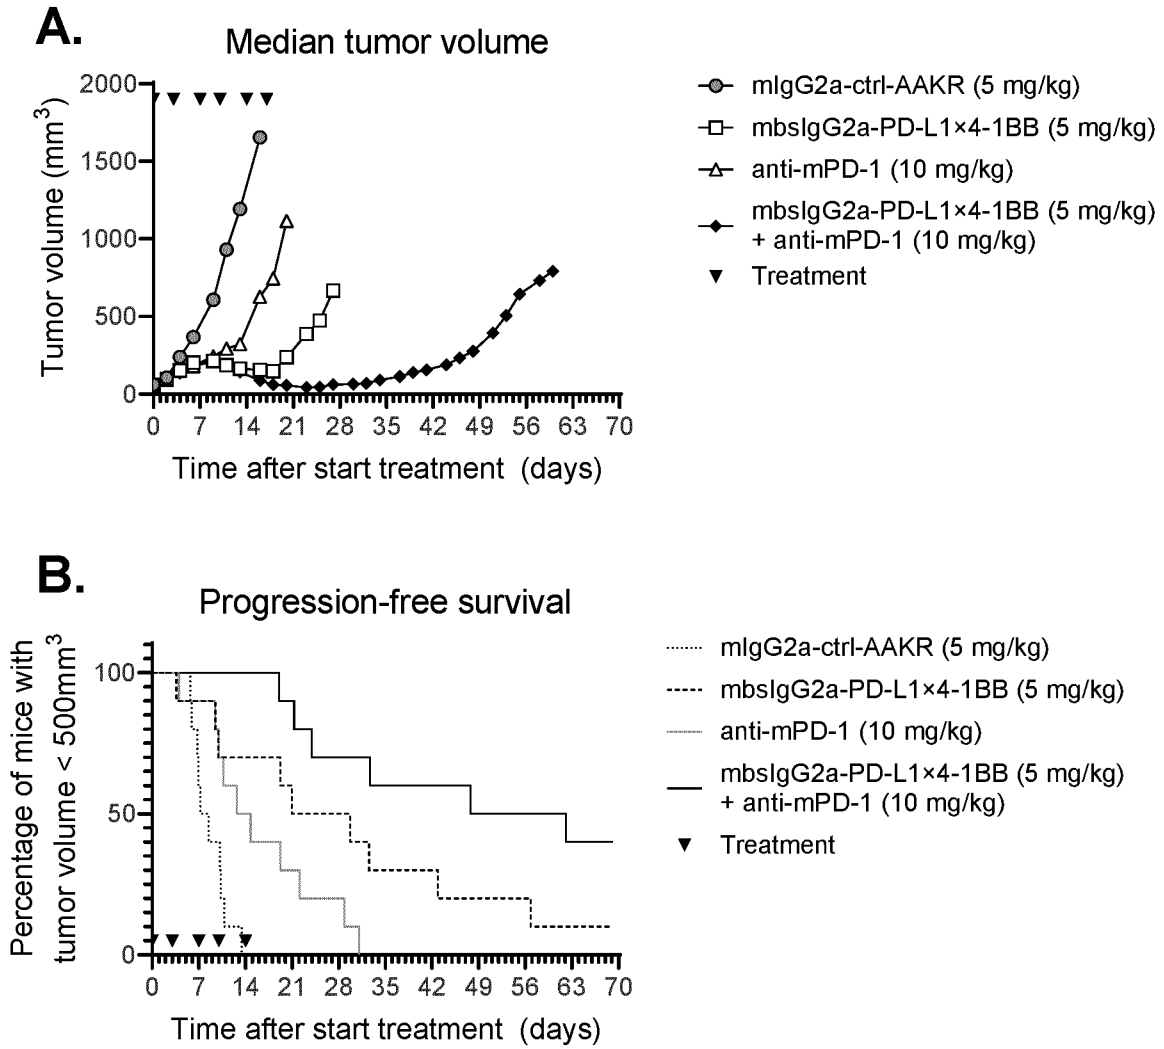 A.
Median tumor volume
Tumor volume (mm³)
2000
1500
1000
500
0
0 7 14 21 28 35 42 49 56 63 70
Time after start treatment (days)
mIgG2a-ctrl-AAKR (5 mg/kg)
mbsIgG2a-PD-L1×4-1BB (5 mg/kg)
anti-mPD-1 (10 mg/kg)
mbsIgG2a-PD-L1×4-1BB (5 mg/kg)
+ anti-mPD-1 (10 mg/kg)
Treatment
B.
Progression-free survival
Percentage of mice with
tumor volume < 500mm³
100
50
0
0 7 14 21 28 35 42 49 56 63 70
Time after start treatment (days)
mIgG2a-ctrl-AAKR (5 mg/kg)
mbsIgG2a-PD-L1×4-1BB (5 mg/kg)
anti-mPD-1 (10 mg/kg)
mbsIgG2a-PD-L1×4-1BB (5 mg/kg)
+ anti-mPD-1 (10 mg/kg)
Treatment